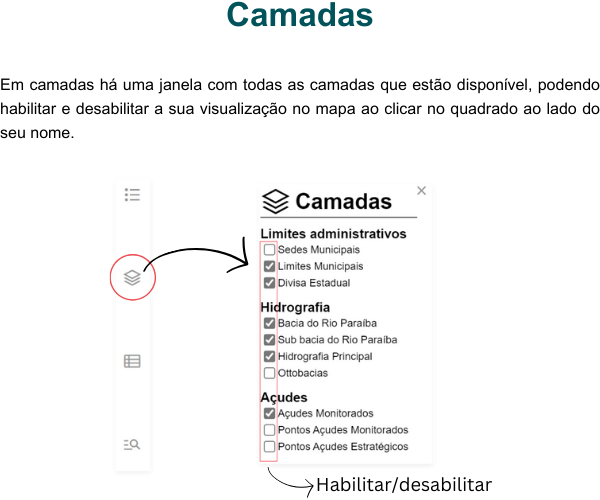 Camadas
Em camadas há uma janela com todas as camadas que estão disponível, podendo
habilitar e desabilitar a sua visualização no mapa ao clicar no quadrado ao lado do
seu nome.
Camadas
Limites administrativos
Sedes Municipais
Limites Municipais
Divisa Estadual
Hidrografia
Bacia do Rio Paraíba
Sub bacia do Rio Paraíba
Hidrografia Principal
Ottobacias
Açudes
Açudes Monitorados
Pontos Açudes Monitorados
Pontos Açudes Estratégicos
Habilitar/desabilitar